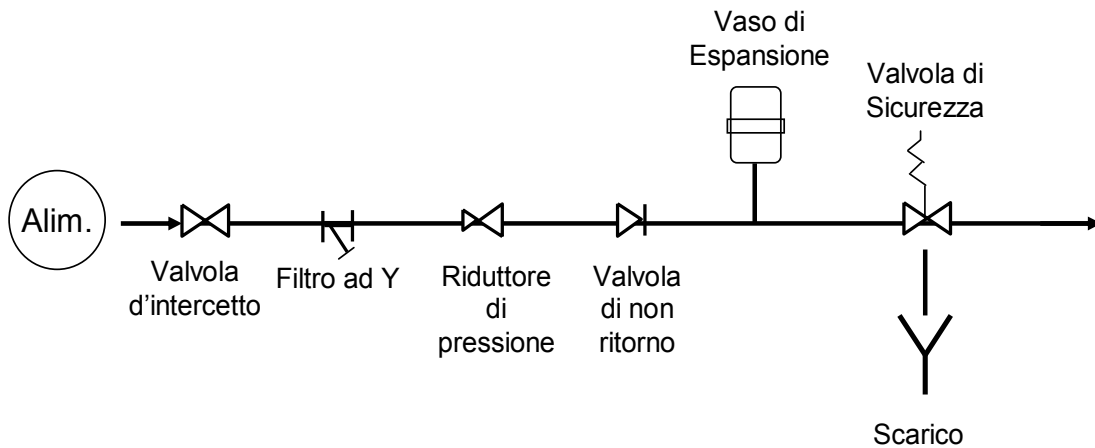 Vaso di
Espansione
Valvola di
Sicurezza
Alim.
Valvola
d’intercetto
Filtro ad Y
Riduttore
di
pressione
Valvola
di non
ritorno
Scarico